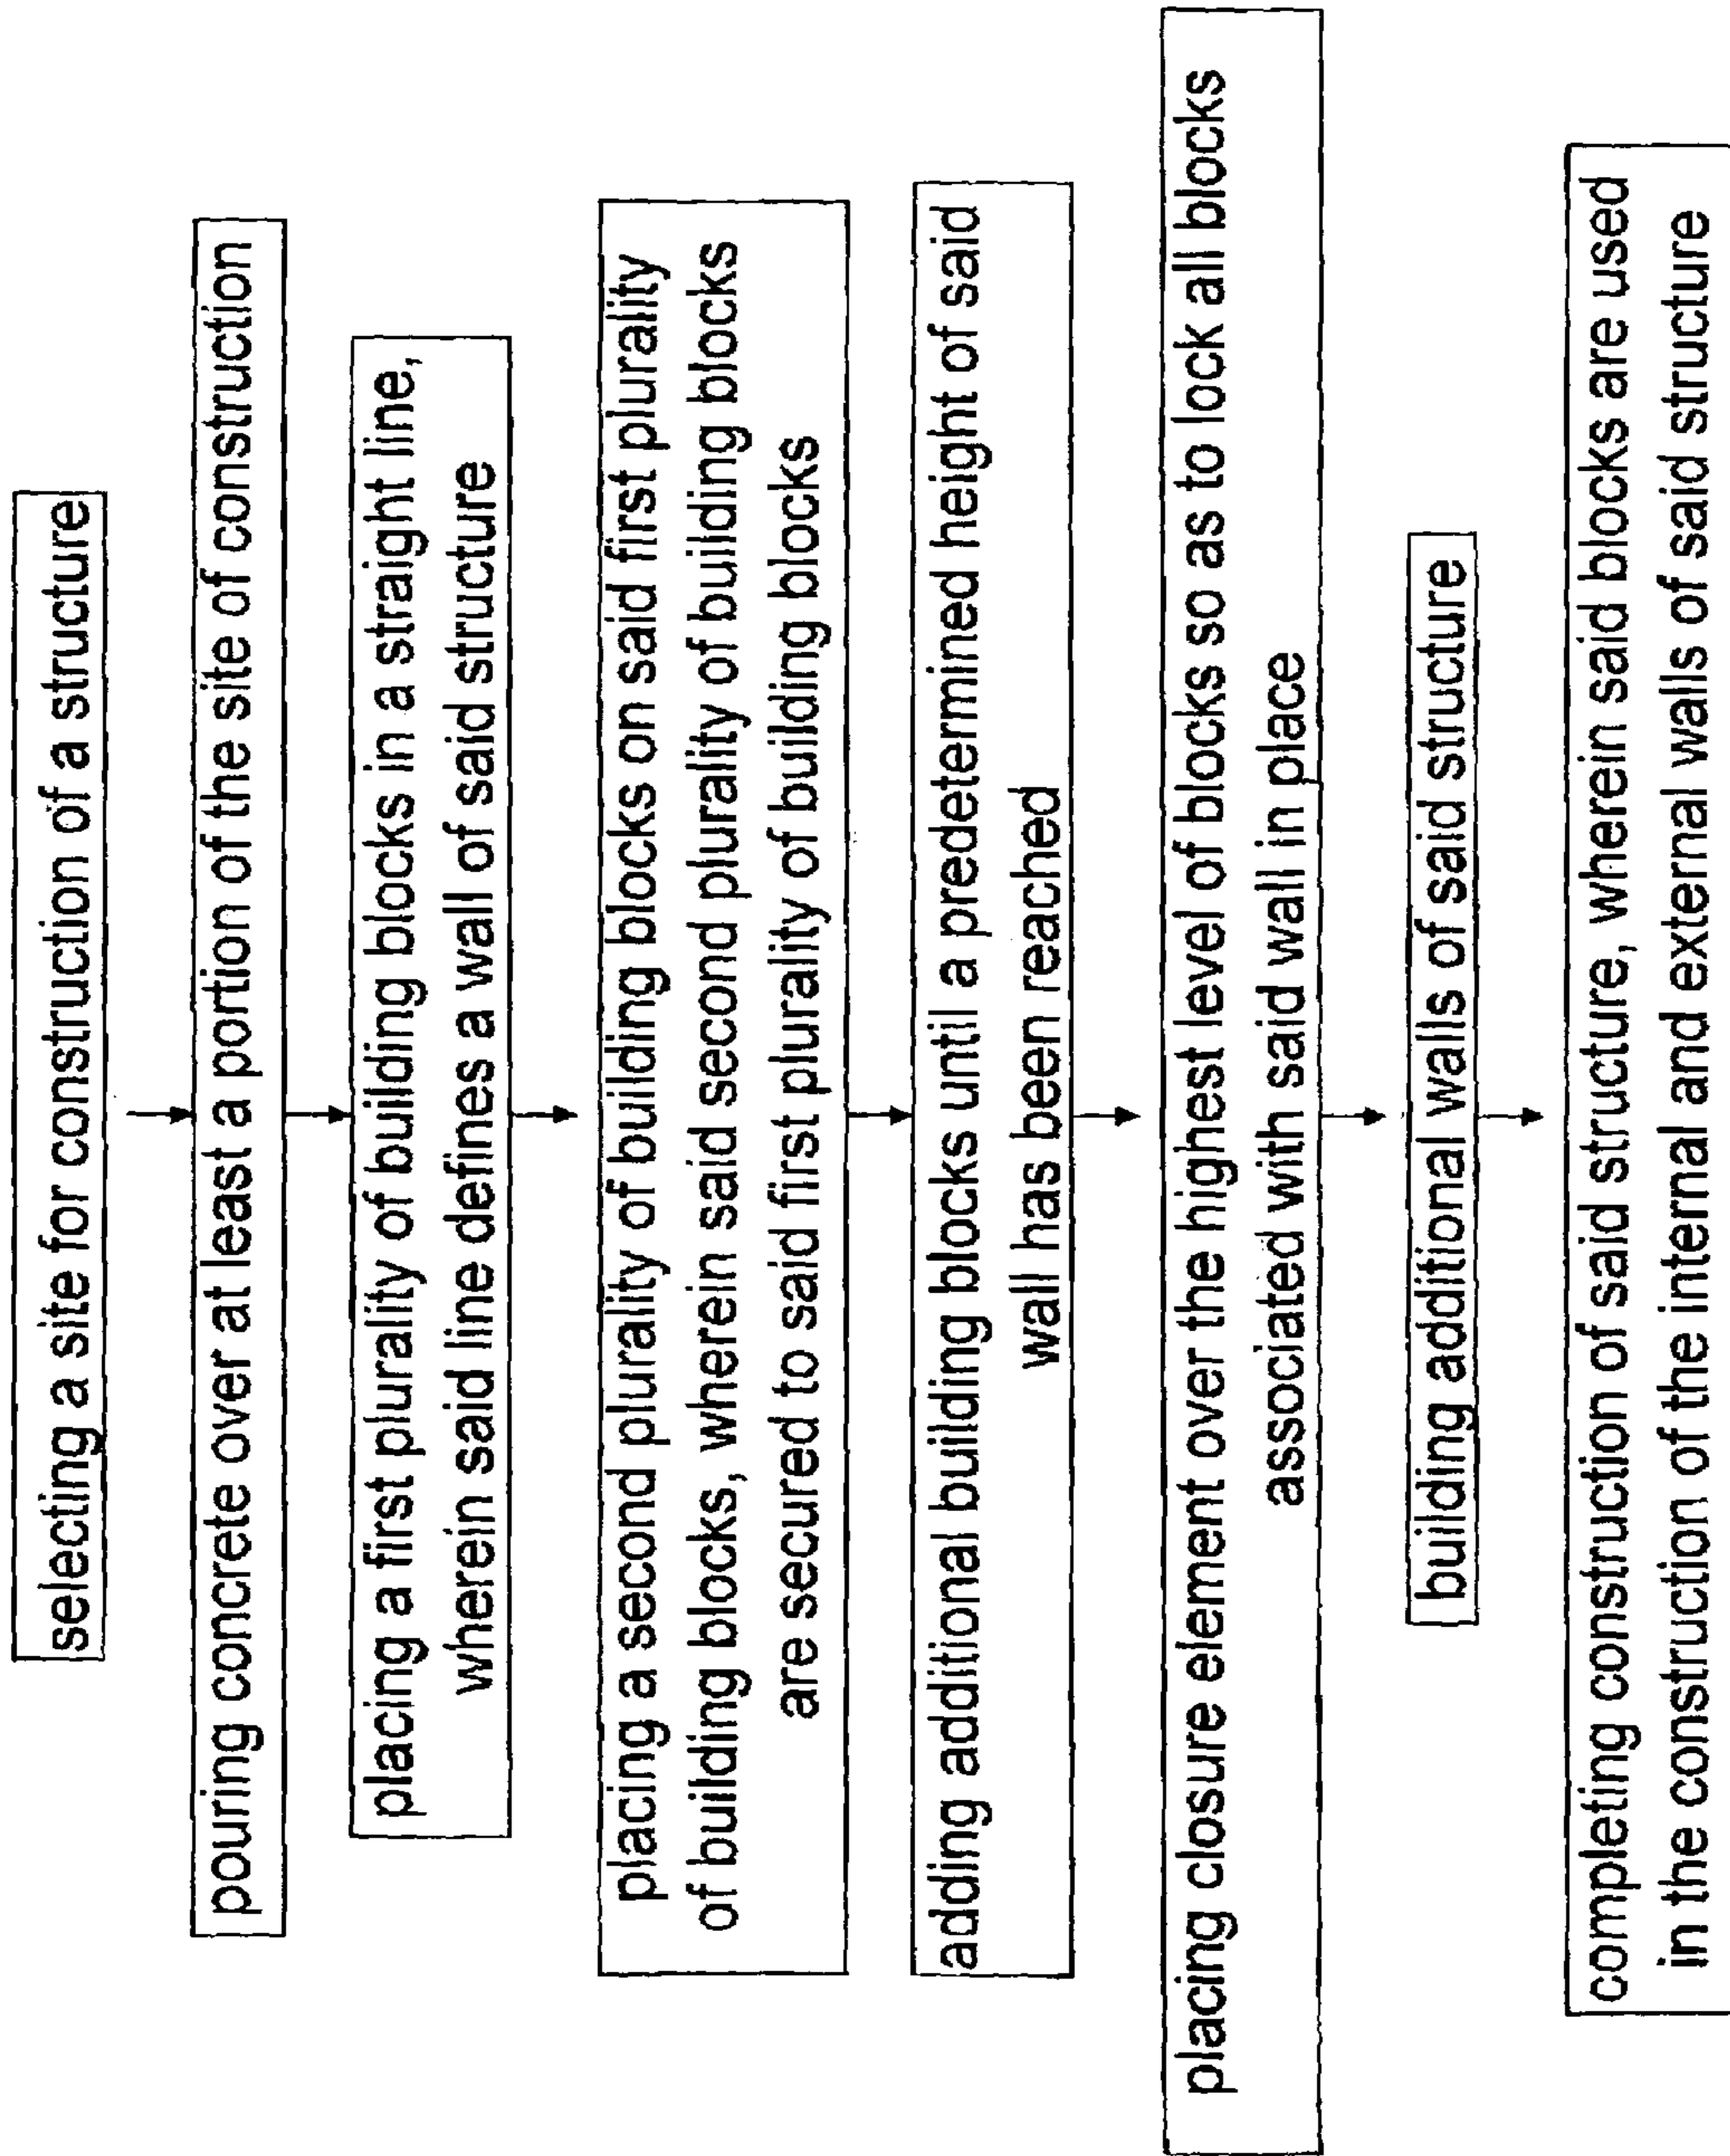 selecting a site for construction of a structure
pouring concrete over at least a portion of the site of construction
placing a first plurality of building blocks in a straight line,
wherein said line defines a wall of said structure
placing a second plurality of building blocks on said first plurality
of building blocks, wherein said second plurality of building blocks
are secured to said first plurality of building blocks
adding additional building blocks until a predetermined height of said
wall has been reached
placing closure element over the highest level of blocks so as to lock all blocks
associated with said wall in place
building additional walls of said structure
completing construction of said structure, wherein said blocks are used
in the construction of the internal and external walls of said structure